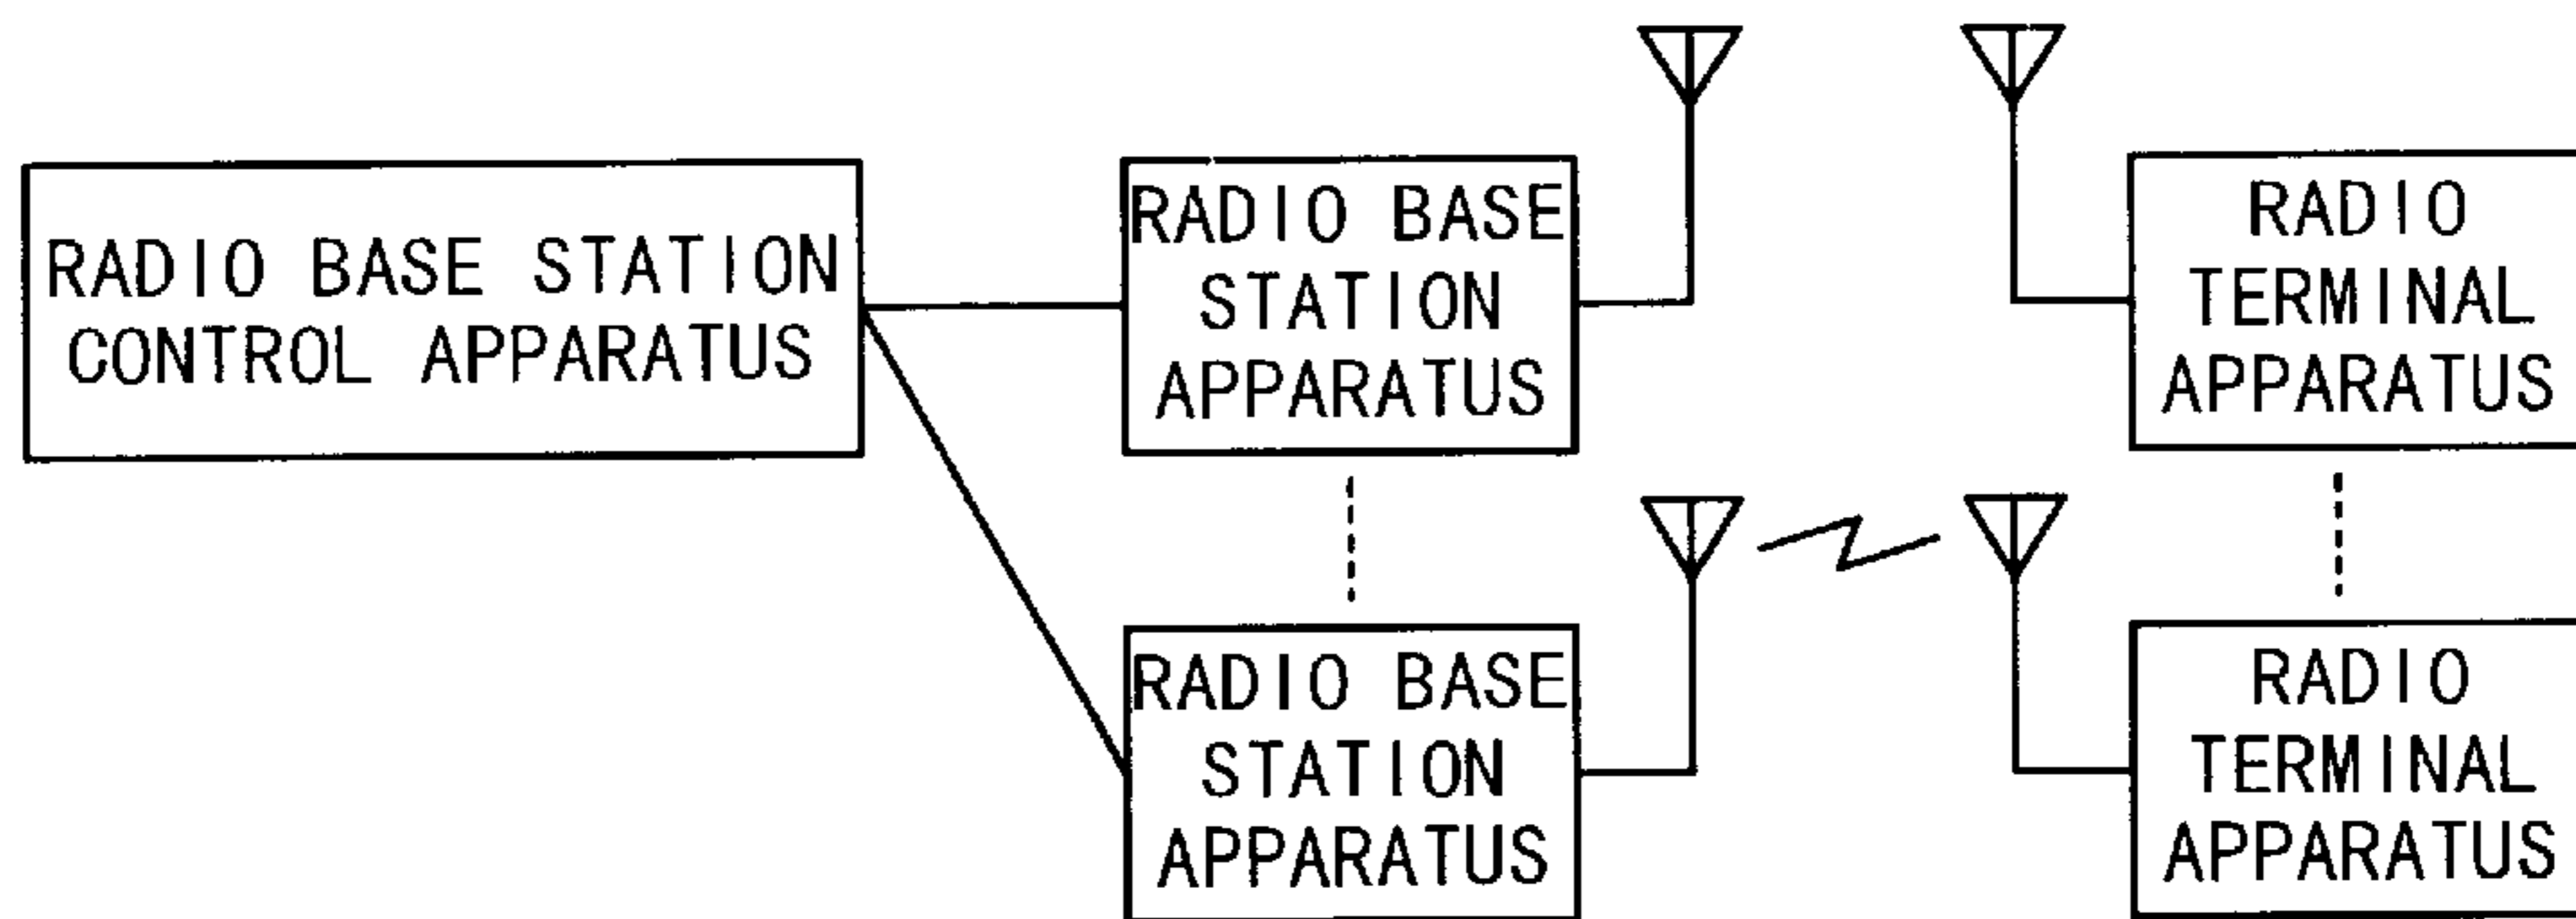 RADIO BASE STATION
CONTROL APPARATUS
RADIO BASE
STATION
APPARATUS
RADIO
TERMINAL
APPARATUS
RADIO BASE
STATION
APPARATUS
RADIO
TERMINAL
APPARATUS